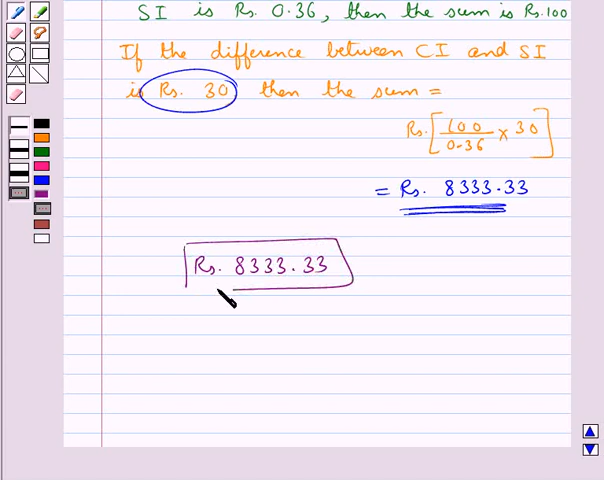 SI is Rs. 0.36, then the sum is Rs.100
If the difference between CI and SI
is Rs. 30 then the sum =
Rs. [100/0.36 × 30]
= Rs. 8333.33
Rs. 8333.33